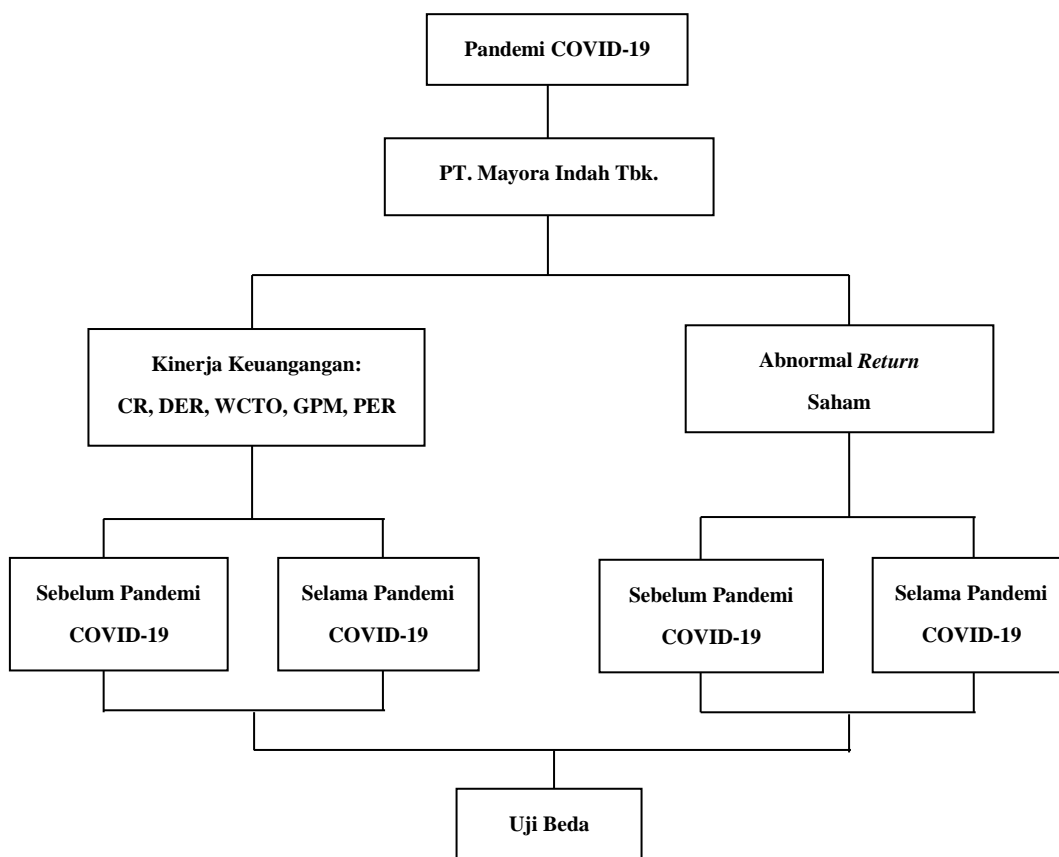 Pandemi COVID-19
PT. Mayora Indah Tbk.
Kinerja Keuangangan:
CR, DER, WCTO, GPM, PER
Abnormal Return
Saham
Sebelum Pandemi
COVID-19
Selama Pandemi
COVID-19
Sebelum Pandemi
COVID-19
Selama Pandemi
COVID-19
Uji Beda